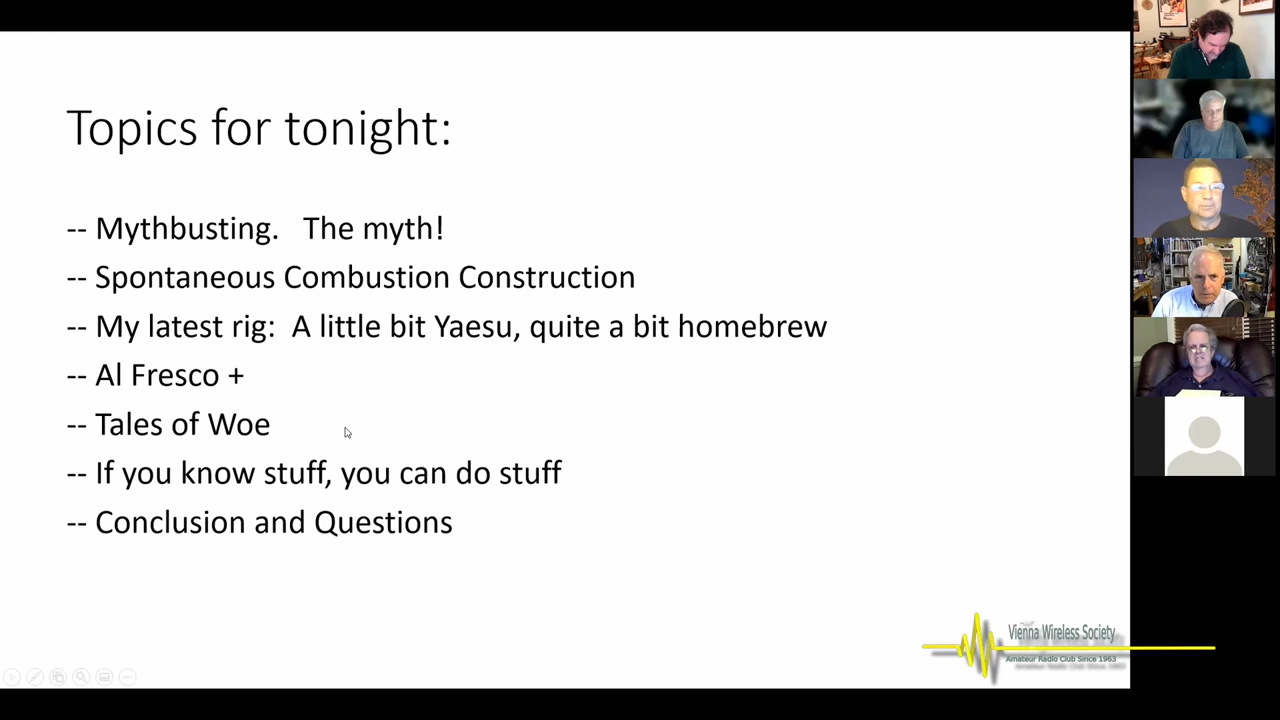 Topics for tonight:
-- Mythbusting.   The myth!
-- Spontaneous Combustion Construction
-- My latest rig:  A little bit Yaesu, quite a bit homebrew
-- Al Fresco +
-- Tales of Woe
-- If you know stuff, you can do stuff
-- Conclusion and Questions
Vienna Wireless Society
Amateur Radio Club Since 1963